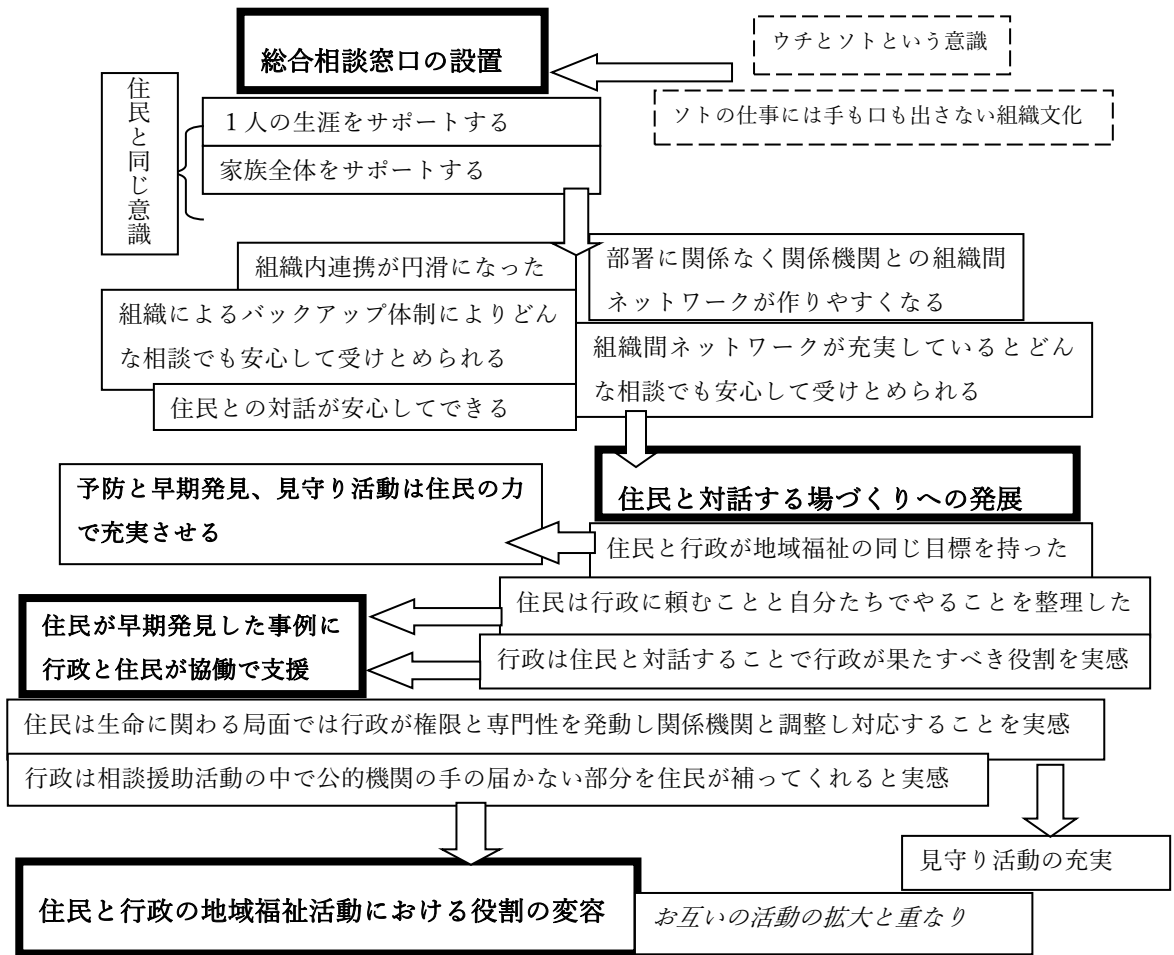 総合相談窓口の設置
ウチとソトという意識
ソトの仕事には手も口も出さない組織文化
住民と同じ意識
１人の生涯をサポートする
家族全体をサポートする
組織内連携が円滑になった
組織によるバックアップ体制によりどん
な相談でも安心して受けとめられる
住民との対話が安心してできる
部署に関係なく関係機関との組織間
ネットワークが作りやすくなる
組織間ネットワークが充実しているとどん
な相談でも安心して受けとめられる
住民と対話する場づくりへの発展
予防と早期発見、見守り活動は住民の力
で充実させる
住民と行政が地域福祉の同じ目標を持った
住民は行政に頼むことと自分たちでやることを整理した
行政は住民と対話することで行政が果たすべき役割を実感
住民が早期発見した事例に
行政と住民が協働で支援
住民は生命に関わる局面では行政が権限と専門性を発動し関係機関と調整し対応することを実感
行政は相談援助活動の中で公的機関の手の届かない部分を住民が補ってくれると実感
見守り活動の充実
住民と行政の地域福祉活動における役割の変容
お互いの活動の拡大と重なり